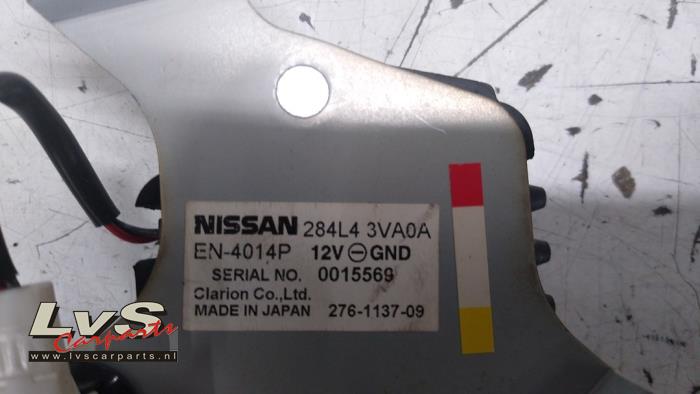 NISSAN 284L4 3VA0A
EN-4014P 12V ⊖ GND
SERIAL NO. 0015569
Clarion Co.,Ltd.
MADE IN JAPAN 276-1137-09
LvS
Carparts
www.lvscarparts.nl